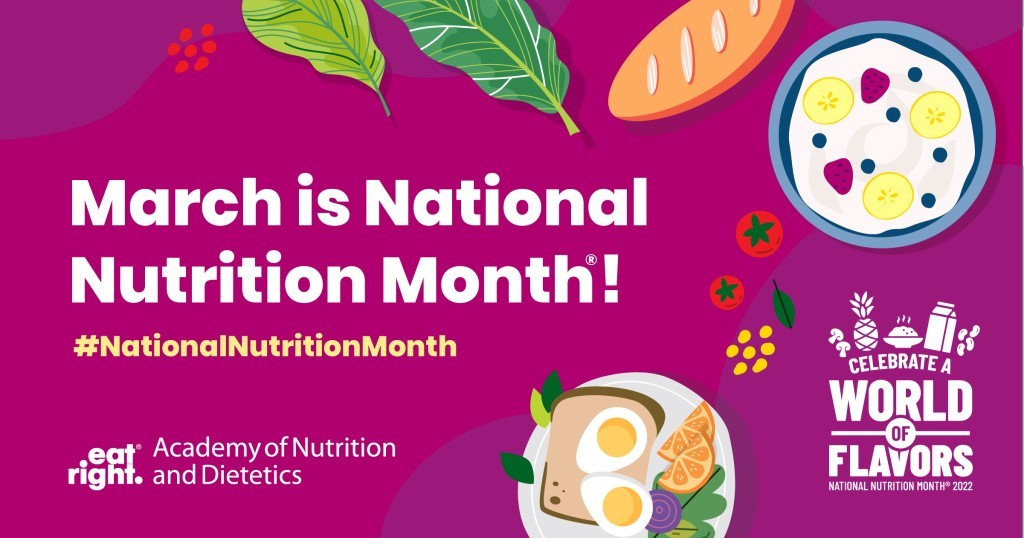 March is National
Nutrition Month®!
#NationalNutritionMonth
eat®
right.
Academy of Nutrition
and Dietetics
CELEBRATE A
WORLD
OF
FLAVORS
NATIONAL NUTRITION MONTH® 2022